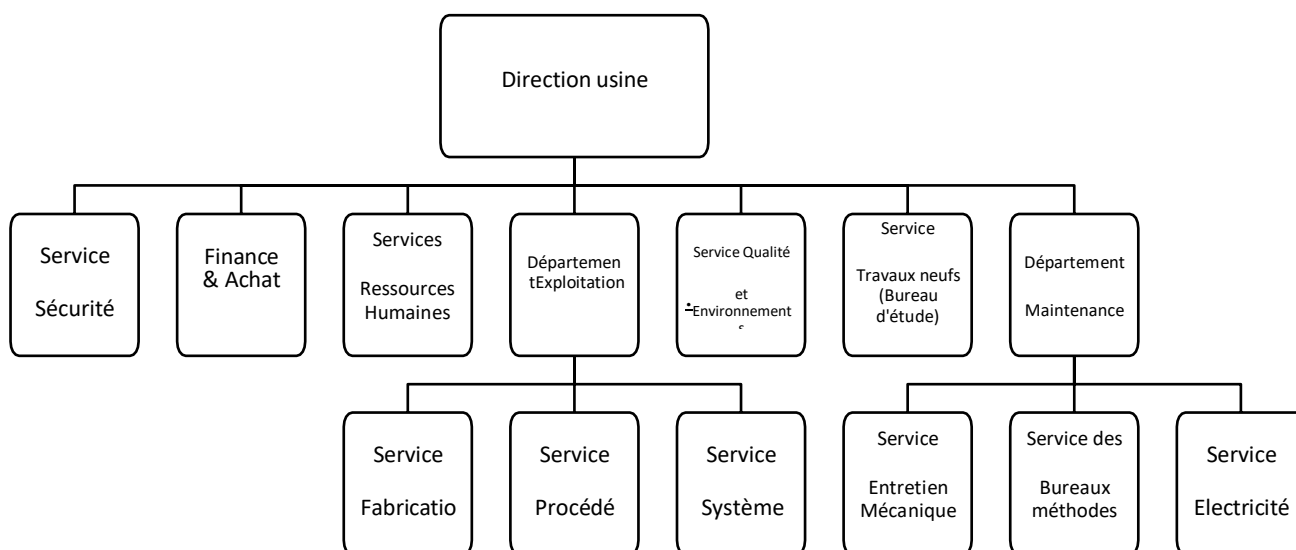 Direction usine
Service
Sécurité
Finance
& Achat
Services
Ressources
Humaines
Départemen
tExploitation
Service Qualité
et
Environnement
s
Service
Travaux neufs
(Bureau
d'étude)
Département
Maintenance
Service
Fabricatio
Service
Procédé
Service
Système
Service
Entretien
Mécanique
Service des
Bureaux
méthodes
Service
Electricité